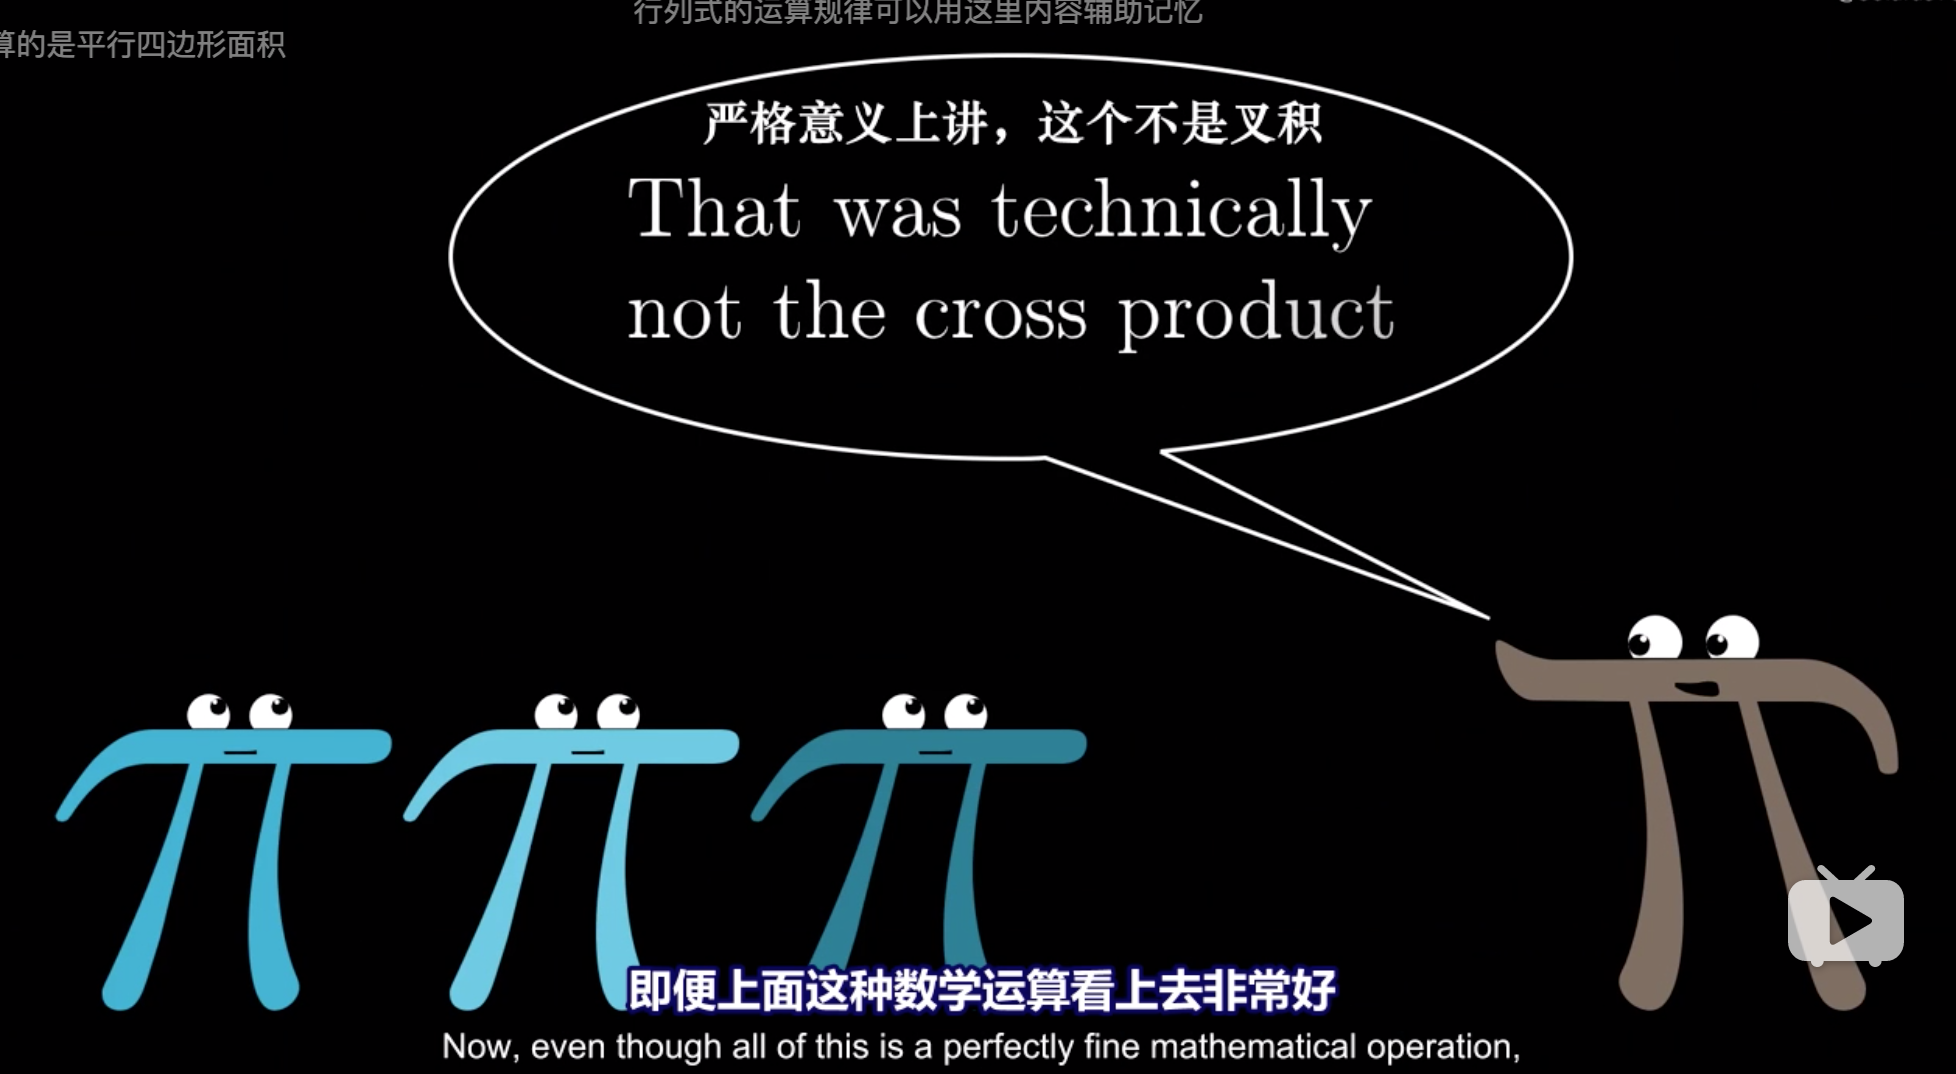 行列式的运算规律可以用这里内容辅助记忆
算的是平行四边形面积
严格意义上讲，这个不是叉积
That was technically
not the cross product
即便上面这种数学运算看上去非常好
Now, even though all of this is a perfectly fine mathematical operation,